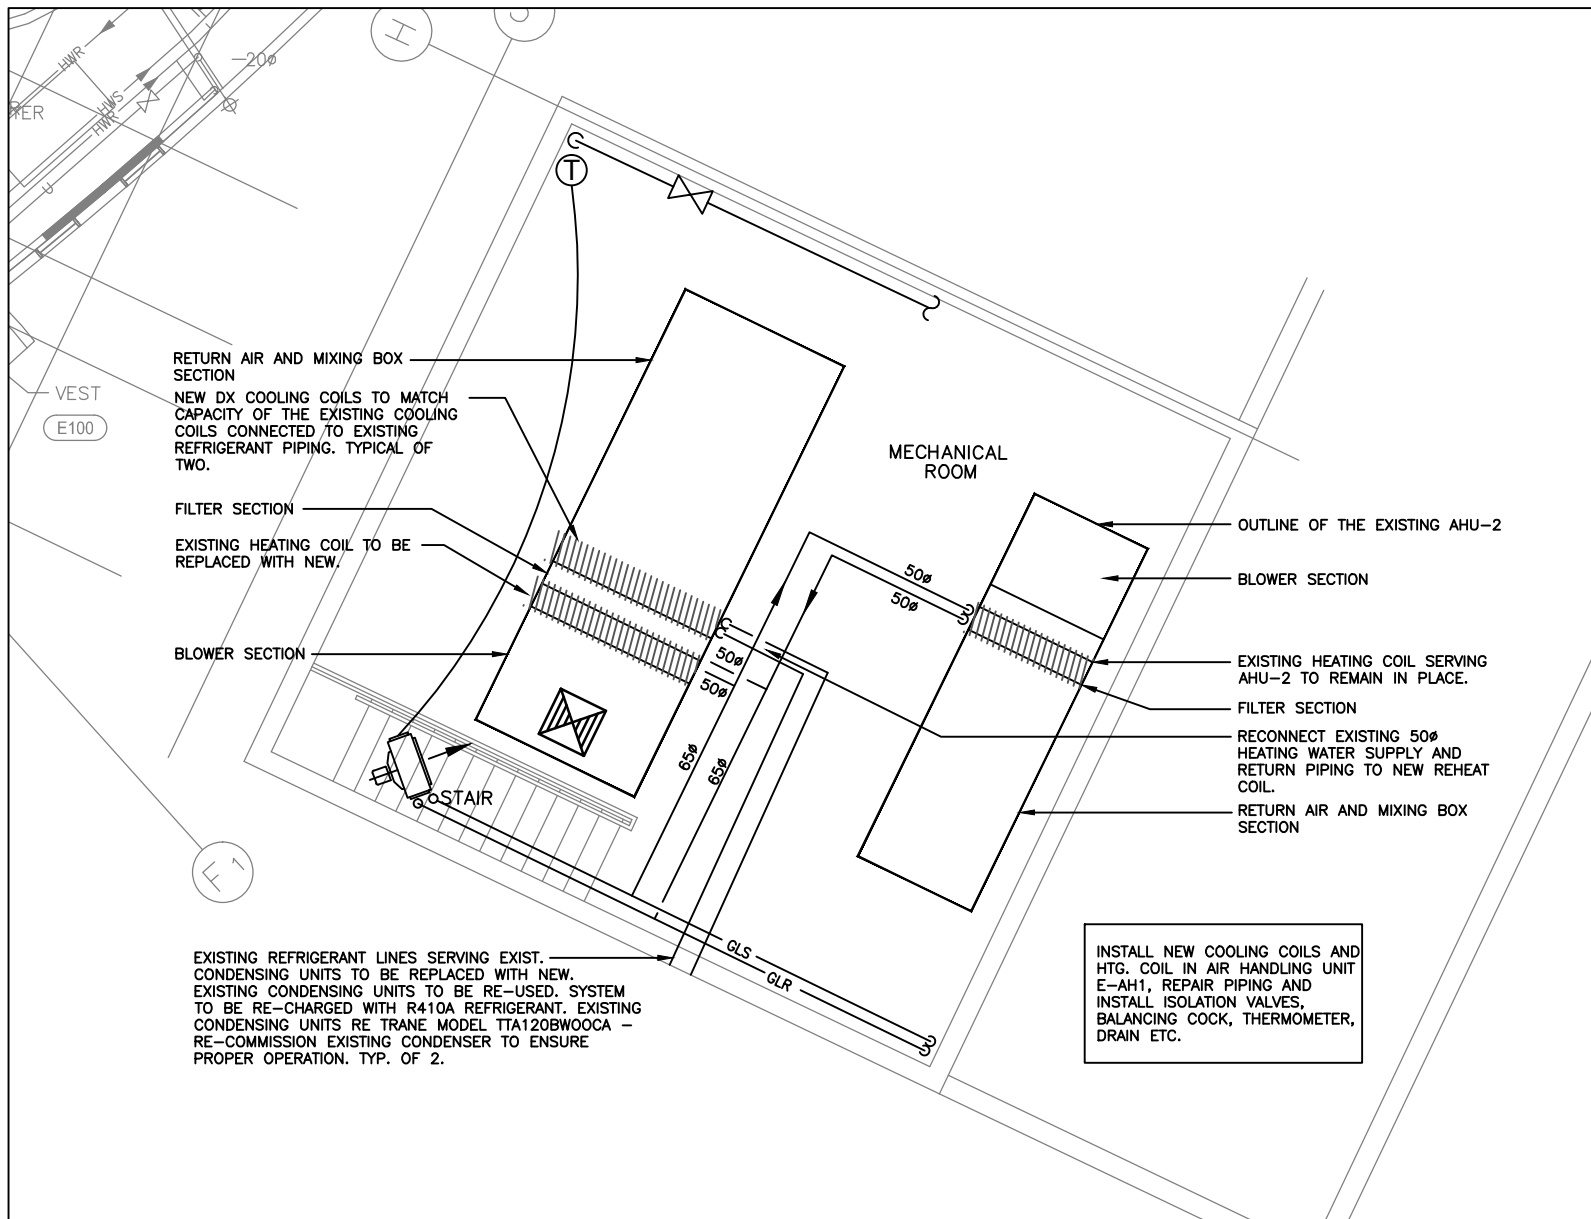 H
J
HWR
-20ø
HWS
HWR
T
RETURN AIR AND MIXING BOX
SECTION
VEST
E100
NEW DX COOLING COILS TO MATCH
CAPACITY OF THE EXISTING COOLING
COILS CONNECTED TO EXISTING
REFRIGERANT PIPING. TYPICAL OF
TWO.
FILTER SECTION
EXISTING HEATING COIL TO BE
REPLACED WITH NEW.
BLOWER SECTION
MECHANICAL
ROOM
50ø
50ø
50ø
50ø
65ø
65ø
OUTLINE OF THE EXISTING AHU-2
BLOWER SECTION
EXISTING HEATING COIL SERVING
AHU-2 TO REMAIN IN PLACE.
FILTER SECTION
RECONNECT EXISTING 50ø
HEATING WATER SUPPLY AND
RETURN PIPING TO NEW REHEAT
COIL.
RETURN AIR AND MIXING BOX
SECTION
STAIR
F 1
GLS
GLR
EXISTING REFRIGERANT LINES SERVING EXIST.
CONDENSING UNITS TO BE REPLACED WITH NEW.
EXISTING CONDENSING UNITS TO BE RE-USED. SYSTEM
TO BE RE-CHARGED WITH R410A REFRIGERANT. EXISTING
CONDENSING UNITS RE TRANE MODEL TTA120BW00CA -
RE-COMMISSION EXISTING CONDENSER TO ENSURE
PROPER OPERATION. TYP. OF 2.
INSTALL NEW COOLING COILS AND
HTG. COIL IN AIR HANDLING UNIT
E-AH1, REPAIR PIPING AND
INSTALL ISOLATION VALVES,
BALANCING COCK, THERMOMETER,
DRAIN ETC.